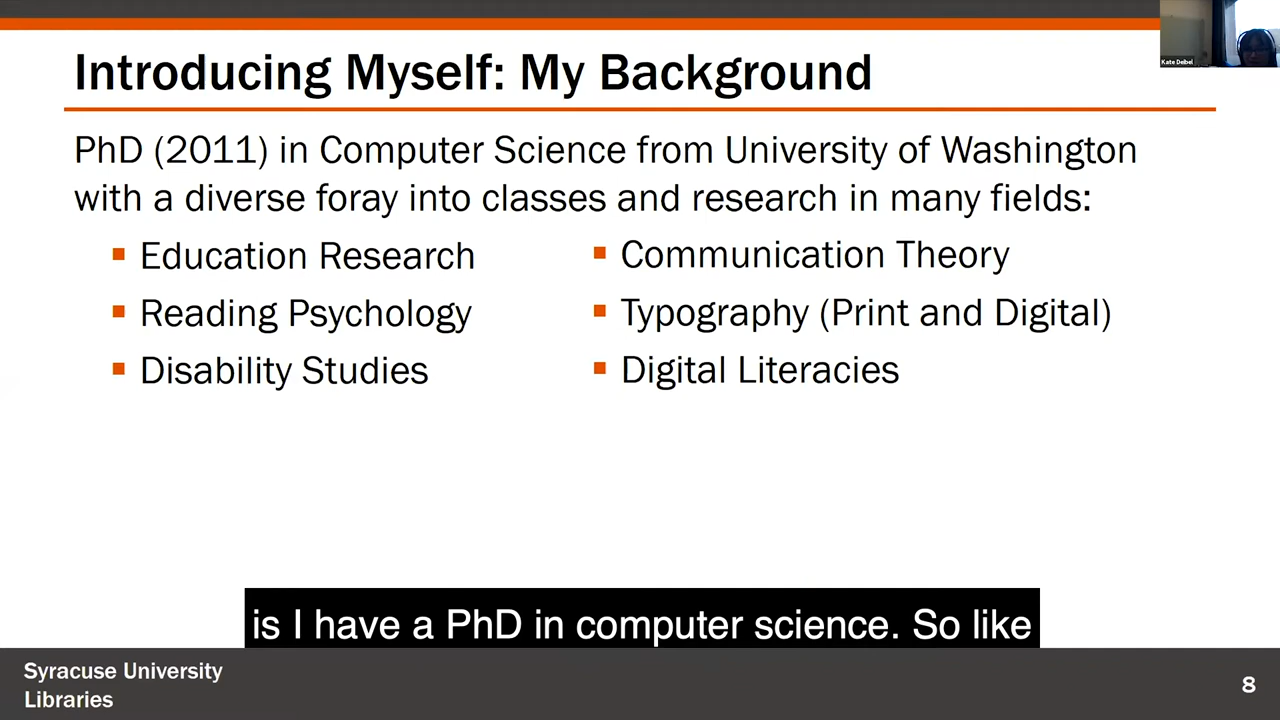 Kate Deibel
Introducing Myself: My Background
PhD (2011) in Computer Science from University of Washington
with a diverse foray into classes and research in many fields:
Education Research
Reading Psychology
Disability Studies
Communication Theory
Typography (Print and Digital)
Digital Literacies
is I have a PhD in computer science. So like
Syracuse University
Libraries
8